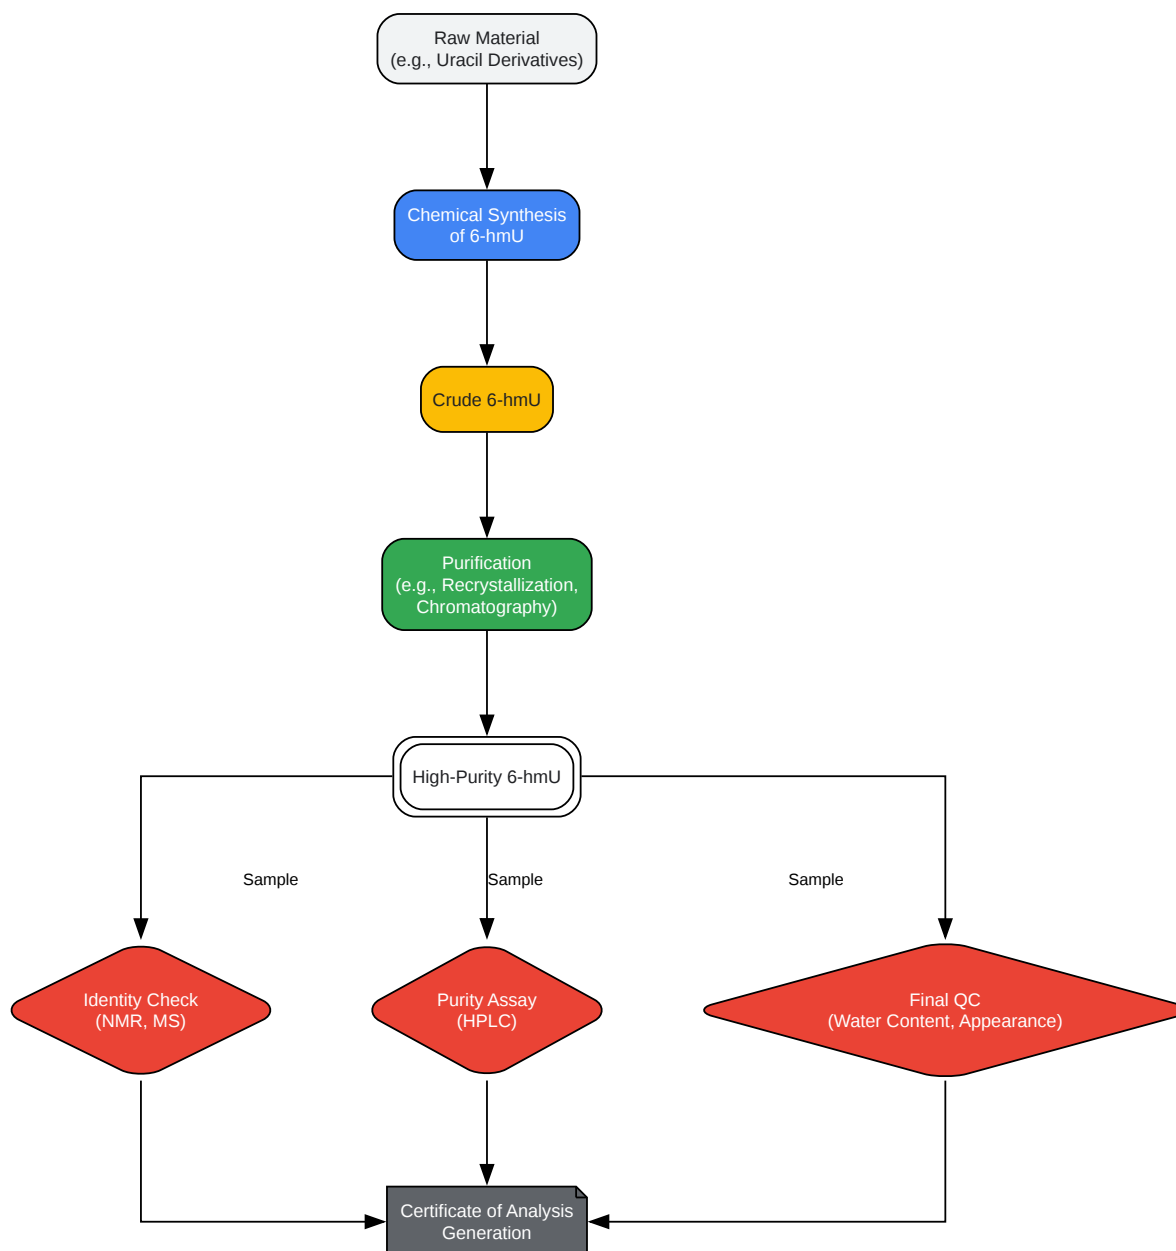 Raw Material
(e.g., Uracil Derivatives)
Chemical Synthesis
of 6-hmU
Crude 6-hmU
Purification
(e.g., Recrystallization,
Chromatography)
High-Purity 6-hmU
Sample
Sample
Sample
Identity Check
(NMR, MS)
Purity Assay
(HPLC)
Final QC
(Water Content, Appearance)
Certificate of Analysis
Generation